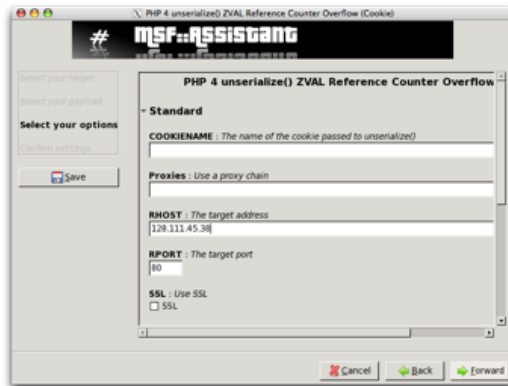 PHP 4 unserialize() ZVAL Reference Counter Overflow (Cookie)
# MSF::Assistant
Select your target
Select your payload
Select your options
Confirm settings
Save
PHP 4 unserialize() ZVAL Reference Counter Overflow
Standard
COOKIENAME : The name of the cookie passed to unserialize()
Proxies : Use a proxy chain
RHOST : The target address
128.111.45.38
RPORT : The target port
80
SSL : Use SSL
SSL
Cancel
Back
Forward